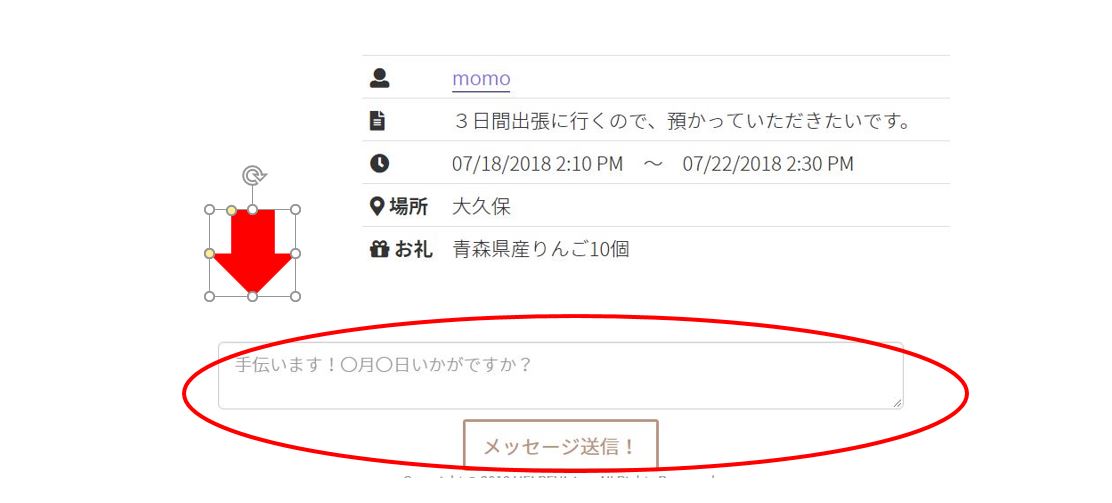 momo
３日間出張に行くので、預かっていただきたいです。
07/18/2018 2:10 PM　～　07/22/2018 2:30 PM
場所 大久保
お礼 青森県産りんご10個
手伝います！〇月〇日いかがですか？
メッセージ送信！